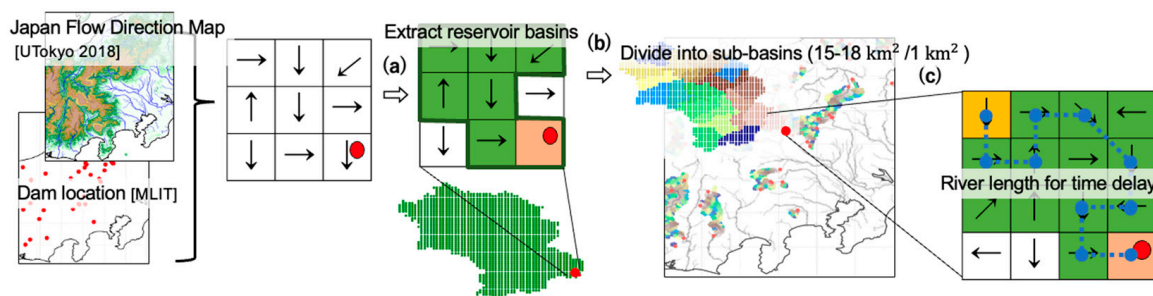 Japan Flow Direction Map
[UTokyo 2018]
Dam location [MLIT]
(a)
Extract reservoir basins
(b)
Divide into sub-basins (15-18 km² /1 km² )
(c)
River length for time delay